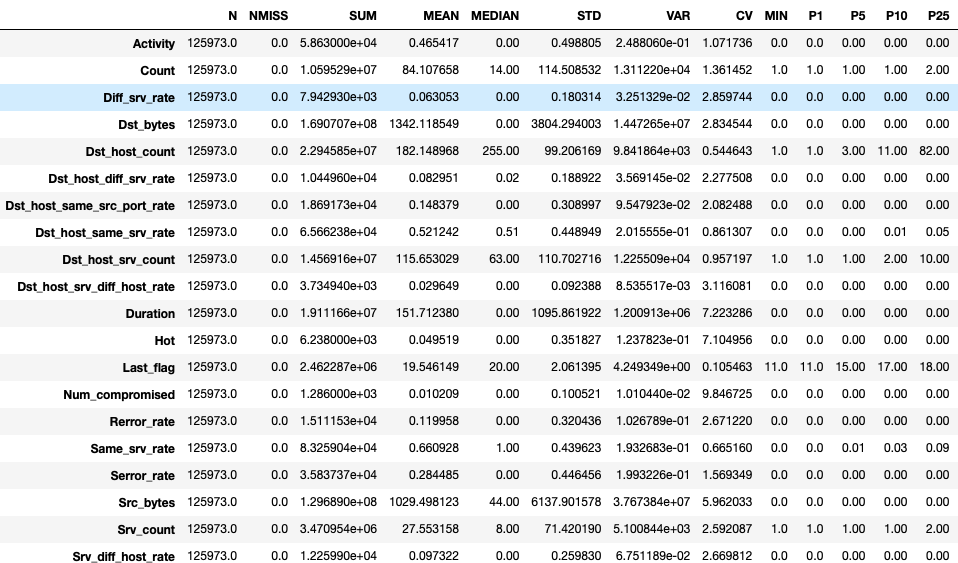 N NMISS SUM MEAN MEDIAN STD VAR CV MIN P1 P5 P10 P25
Activity 125973.0 0.0 5.863000e+04 0.465417 0.00 0.498805 2.488060e-01 1.071736 0.0 0.0 0.00 0.00 0.00
Count 125973.0 0.0 1.059529e+07 84.107658 14.00 114.508532 1.311220e+04 1.361452 1.0 1.0 1.00 1.00 2.00
Diff_srv_rate 125973.0 0.0 7.942930e+03 0.063053 0.00 0.180314 3.251329e-02 2.859744 0.0 0.0 0.00 0.00 0.00
Dst_bytes 125973.0 0.0 1.690707e+08 1342.118549 0.00 3804.294003 1.447265e+07 2.834544 0.0 0.0 0.00 0.00 0.00
Dst_host_count 125973.0 0.0 2.294585e+07 182.148968 255.00 99.206169 9.841864e+03 0.544643 1.0 1.0 3.00 11.00 82.00
Dst_host_diff_srv_rate 125973.0 0.0 1.044960e+04 0.082951 0.02 0.188922 3.569145e-02 2.277508 0.0 0.0 0.00 0.00 0.00
Dst_host_same_src_port_rate 125973.0 0.0 1.869173e+04 0.148379 0.00 0.308997 9.547923e-02 2.082488 0.0 0.0 0.00 0.00 0.00
Dst_host_same_srv_rate 125973.0 0.0 6.566238e+04 0.521242 0.51 0.448949 2.015555e-01 0.861307 0.0 0.0 0.00 0.01 0.05
Dst_host_srv_count 125973.0 0.0 1.456916e+07 115.653029 63.00 110.702716 1.225509e+04 0.957197 1.0 1.0 1.00 2.00 10.00
Dst_host_srv_diff_host_rate 125973.0 0.0 3.734940e+03 0.029649 0.00 0.092388 8.535517e-03 3.116081 0.0 0.0 0.00 0.00 0.00
Duration 125973.0 0.0 1.911166e+07 151.712380 0.00 1095.861922 1.200913e+06 7.223286 0.0 0.0 0.00 0.00 0.00
Hot 125973.0 0.0 6.238000e+03 0.049519 0.00 0.351827 1.237823e-01 7.104956 0.0 0.0 0.00 0.00 0.00
Last_flag 125973.0 0.0 2.462287e+06 19.546149 20.00 2.061395 4.249349e+00 0.105463 11.0 11.0 15.00 17.00 18.00
Num_compromised 125973.0 0.0 1.286000e+03 0.010209 0.00 0.100521 1.010440e-02 9.846725 0.0 0.0 0.00 0.00 0.00
Rerror_rate 125973.0 0.0 1.511153e+04 0.119958 0.00 0.320436 1.026789e-01 2.671220 0.0 0.0 0.00 0.00 0.00
Same_srv_rate 125973.0 0.0 8.325904e+04 0.660928 1.00 0.439623 1.932683e-01 0.665160 0.0 0.0 0.01 0.03 0.09
Serror_rate 125973.0 0.0 3.583737e+04 0.284485 0.00 0.446456 1.993226e-01 1.569349 0.0 0.0 0.00 0.00 0.00
Src_bytes 125973.0 0.0 1.296890e+08 1029.498123 44.00 6137.901578 3.767384e+07 5.962033 0.0 0.0 0.00 0.00 0.00
Srv_count 125973.0 0.0 3.470954e+06 27.553158 8.00 71.420190 5.100844e+03 2.592087 1.0 1.0 1.00 1.00 2.00
Srv_diff_host_rate 125973.0 0.0 1.225990e+04 0.097322 0.00 0.259830 6.751189e-02 2.669812 0.0 0.0 0.00 0.00 0.00